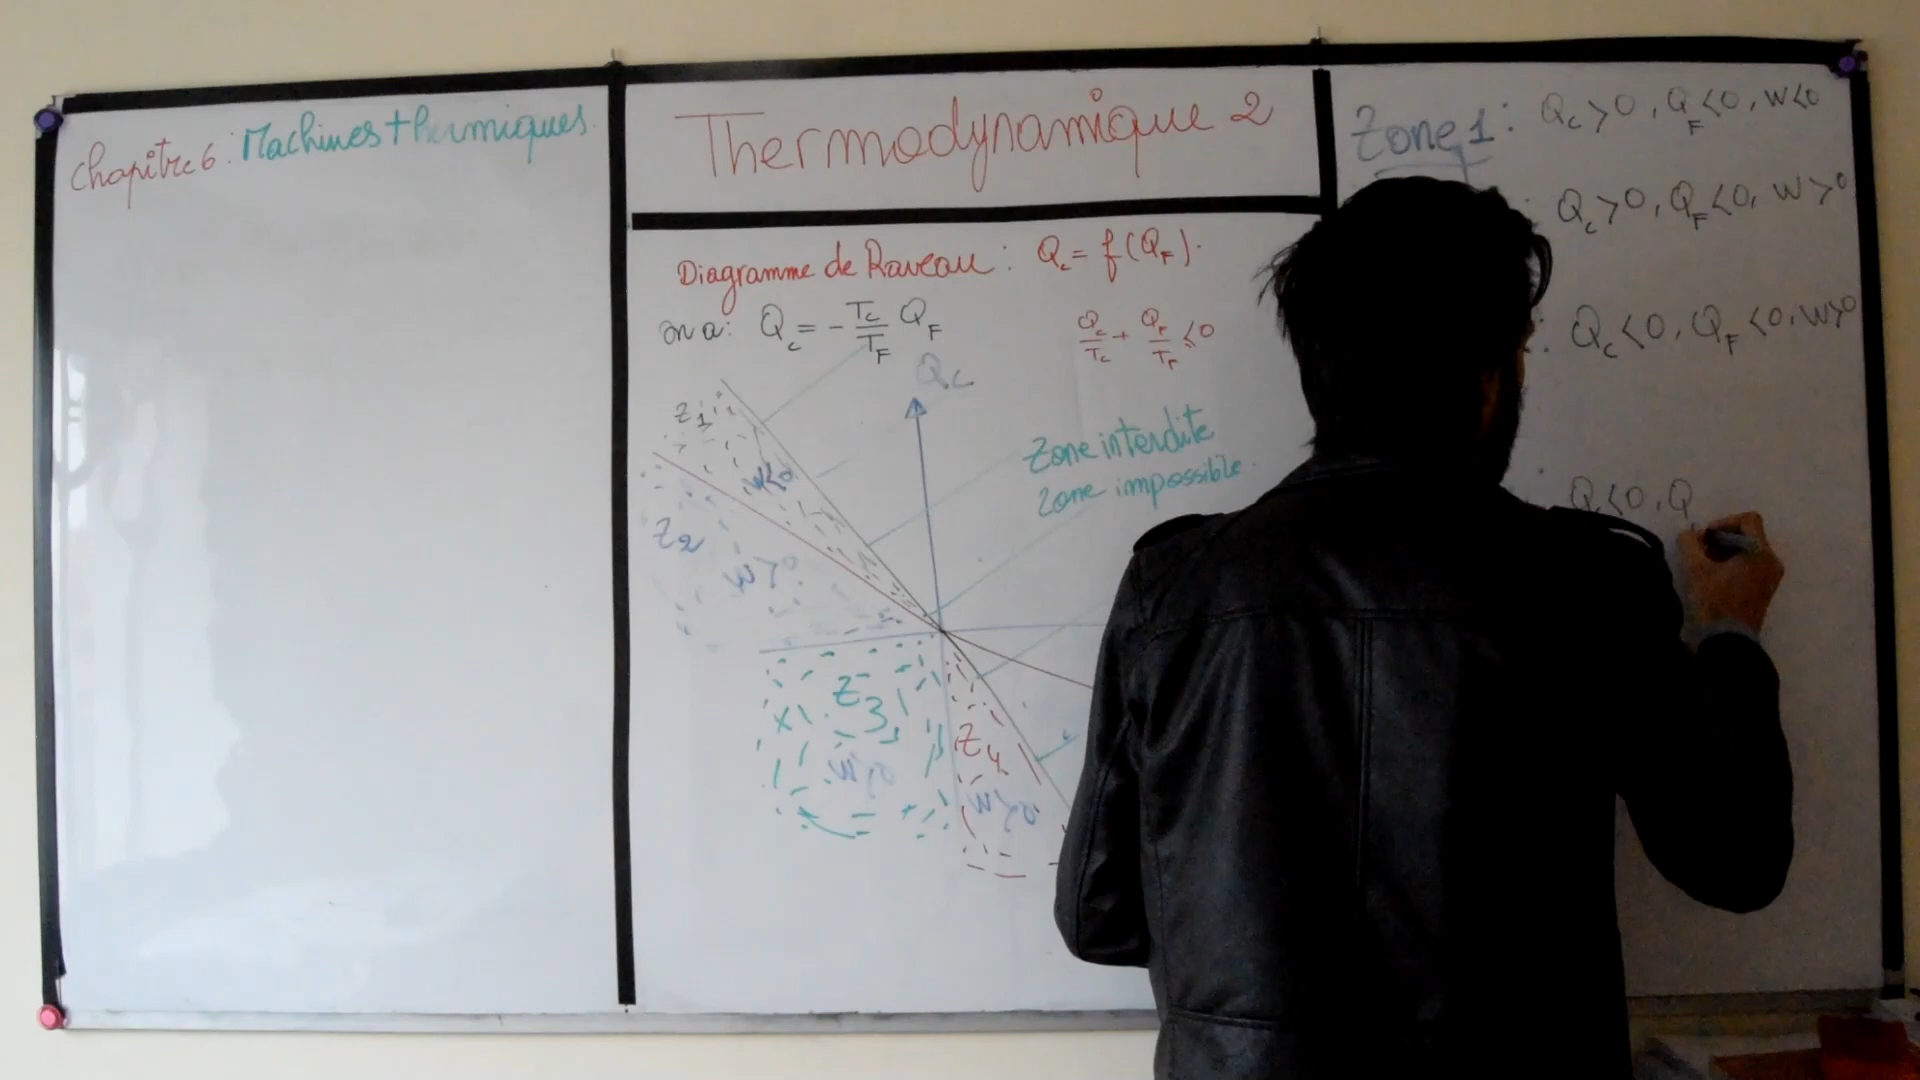 Chapitre 6 : Machines thermiques.
Thermodynamique 2
Diagramme de Raveau : Q_c = f(Q_F).
on a : Q_c = - T_C/T_F Q_F
Q_c/T_c + Q_F/T_F ≤ 0
Q_C
Z_1
W<0
Zone interdite
Zone impossible.
Z_2
W>0
Z_3
Z_4
Zone 1 : Q_c>0, Q_F<0, W<0
: Q_c>0, Q_F<0, W>0
: Q_c<0, Q_F<0, W>0
: Q_c<0, Q